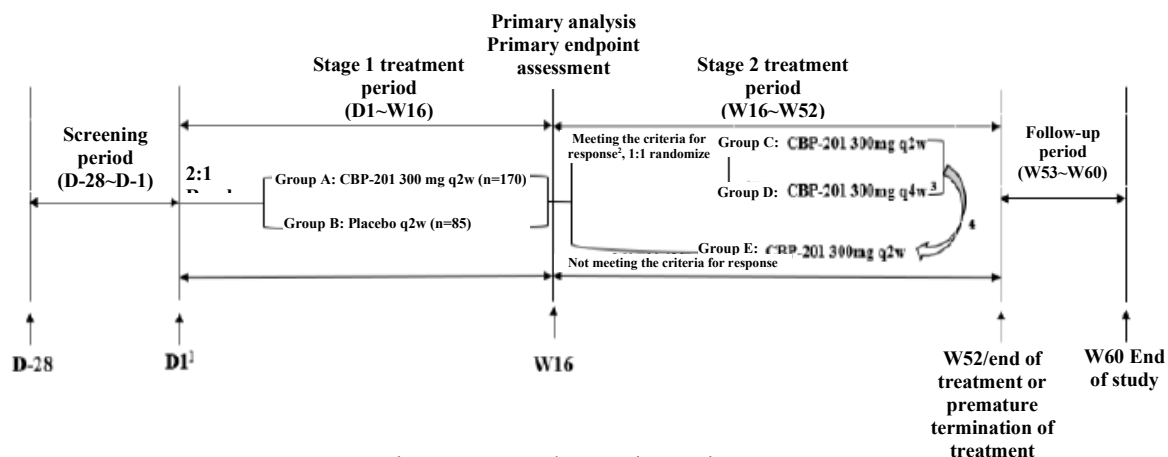 Primary analysis
Primary endpoint
assessment
Stage 1 treatment
period
(D1~W16)
Stage 2 treatment
period
(W16~W52)
Screening
period
(D-28~D-1)
Follow-up
period
(W53~W60)
2:1
Group A: CBP-201 300 mg q2w (n=170)
Group B: Placebo q2w (n=85)
Meeting the criteria for
response², 1:1 randomize
Group C: CBP-201 300mg q2w
Group D: CBP-201 300mg q4w³
4
Group E: CBP-201 300mg q2w
Not meeting the criteria for response
D-28
D1¹
W16
W52/end of
treatment or
premature
termination of
treatment
W60 End
of study